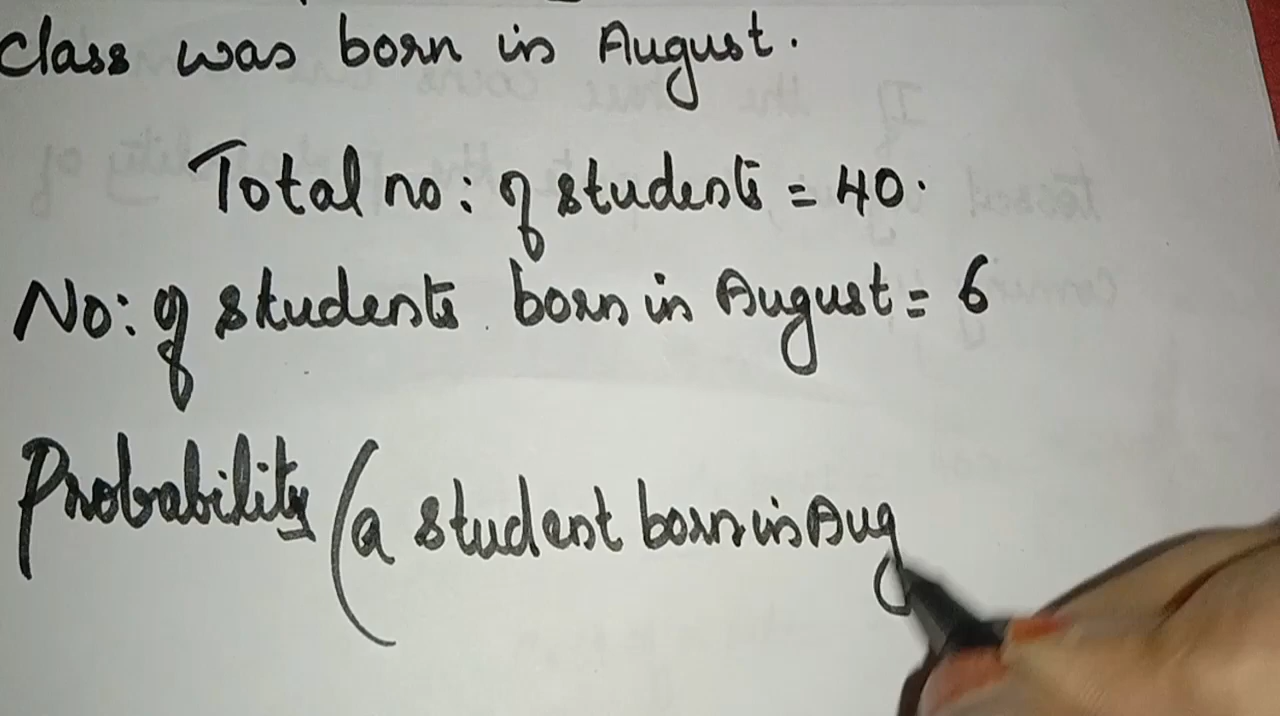 class was born in August.
Total no: of students = 40.
No: of students born in August = 6
Probability (a student born in Aug